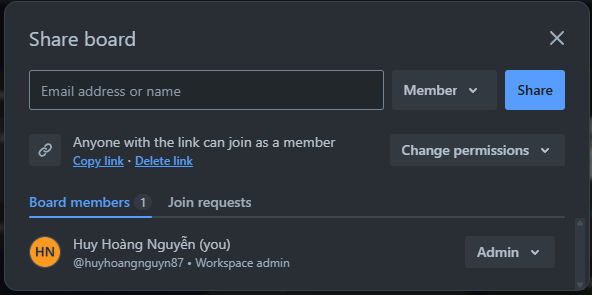 Share board
Email address or name
Member
Share
Anyone with the link can join as a member
Copy link · Delete link
Change permissions
Board members 1
Join requests
HN
Huy Hoàng Nguyễn (you)
@huyhoangnguyn87 • Workspace admin
Admin